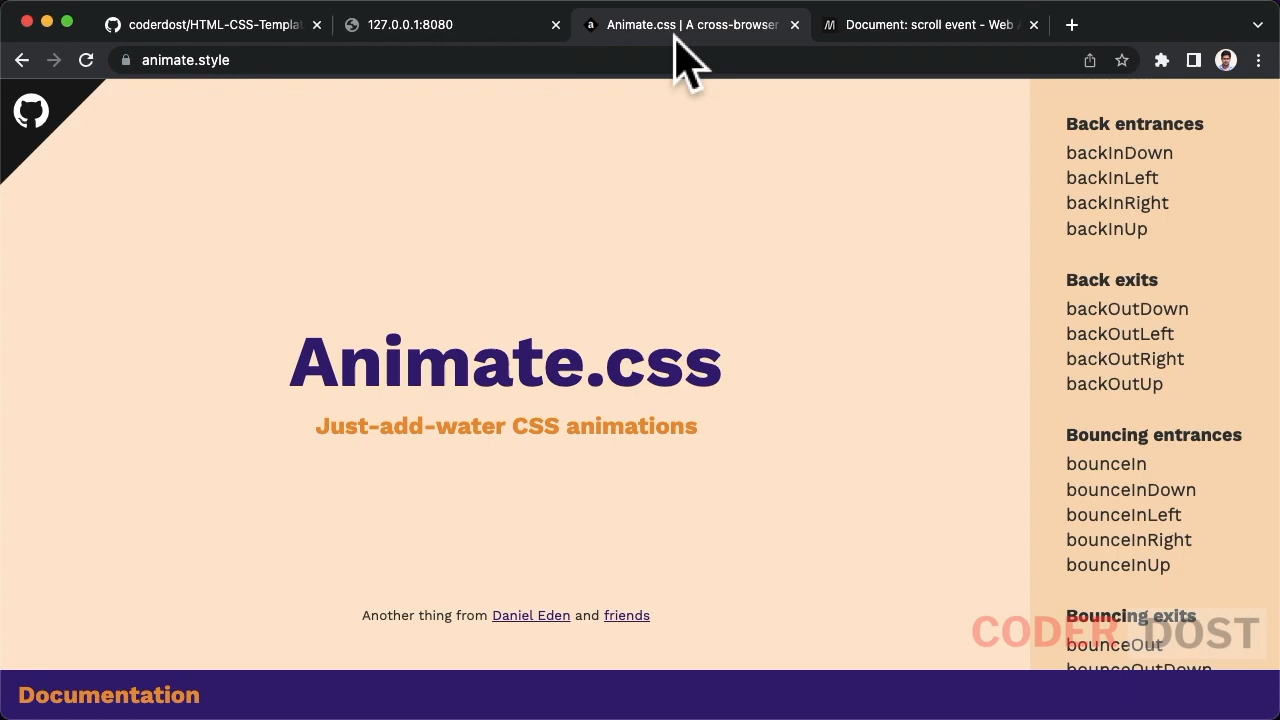 coderdost/HTML-CSS-Templat
127.0.0.1:8080
Animate.css | A cross-browser
Document: scroll event - Web A
animate.style
Animate.css
Just-add-water CSS animations
Another thing from Daniel Eden and friends
Back entrances
backInDown
backInLeft
backInRight
backInUp
Back exits
backOutDown
backOutLeft
backOutRight
backOutUp
Bouncing entrances
bounceIn
bounceInDown
bounceInLeft
bounceInRight
bounceInUp
Bouncing exits
bounceOut
bounceOutDown
CODER DOST
Documentation